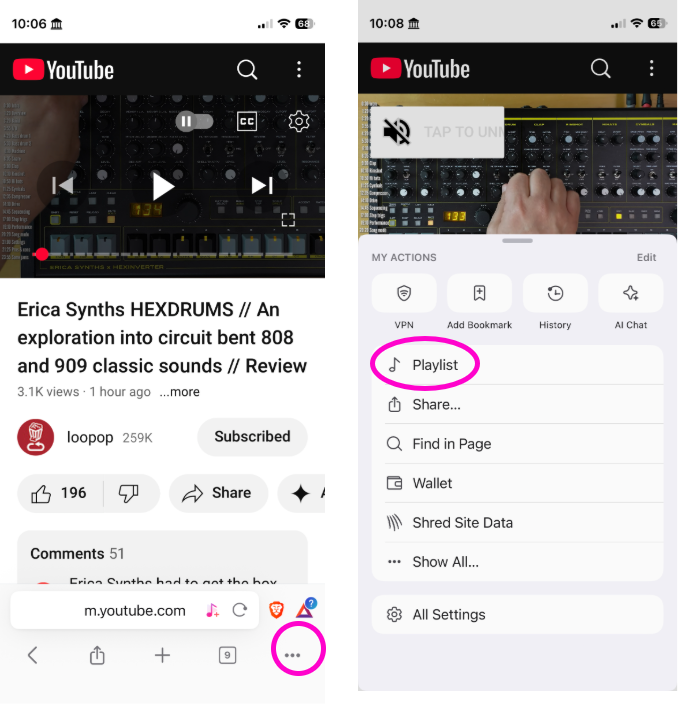 10:06
68
YouTube
CC
134
ERICA SYNTHS × HEXINVERTER
Erica Synths HEXDRUMS // An
exploration into circuit bent 808
and 909 classic sounds // Review
3.1K views · 1 hour ago ...more
loopop 259K
Subscribed
196
Share
Comments 51
Erica Synths had to get the box
m.youtube.com
?
9
10:08
YouTube
TAP TO UNM
133
MY ACTIONS
Edit
VPN
Add Bookmark
History
AI Chat
Playlist
Share...
Find in Page
Wallet
Shred Site Data
Show All...
All Settings